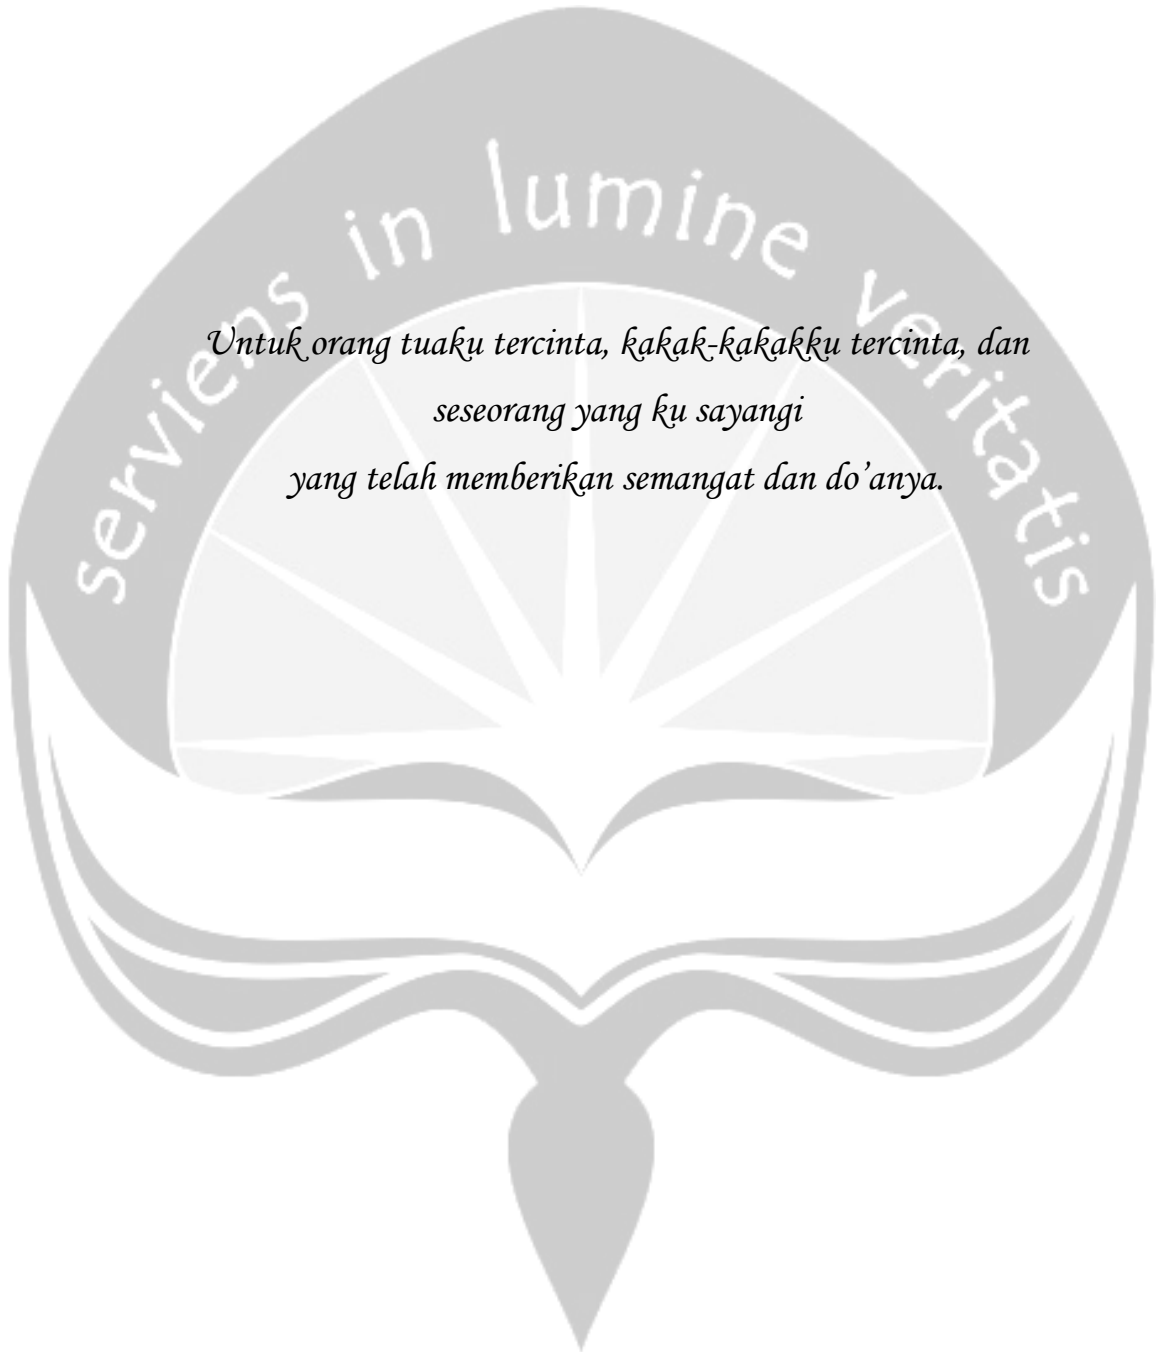 serviens in lumine veritatis
Untuk orang tuaku tercinta, kakak-kakakku tercinta, dan
seseorang yang ku sayangi
yang telah memberikan semangat dan do’anya.